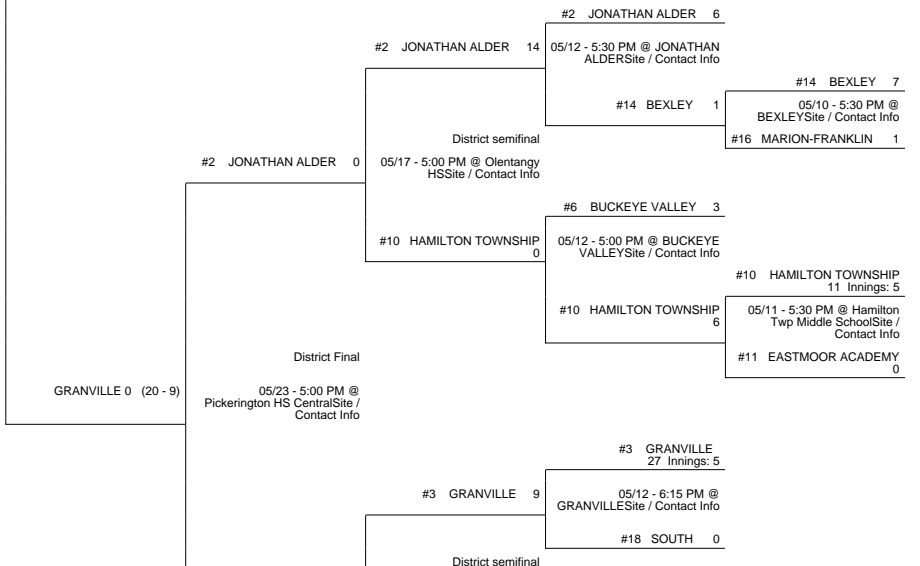 #2 JONATHAN ALDER 6
#2 JONATHAN ALDER 14
05/12 - 5:30 PM @ JONATHAN
ALDERSite / Contact Info
#14 BEXLEY 7
#14 BEXLEY 1
05/10 - 5:30 PM @
BEXLEYSite / Contact Info
District semifinal
#16 MARION-FRANKLIN 1
#2 JONATHAN ALDER 0
05/17 - 5:00 PM @ Olentangy
HSSite / Contact Info
#6 BUCKEYE VALLEY 3
#10 HAMILTON TOWNSHIP
0
05/12 - 5:00 PM @ BUCKEYE
VALLEYSite / Contact Info
#10 HAMILTON TOWNSHIP
11 Innings: 5
#10 HAMILTON TOWNSHIP
6
05/11 - 5:30 PM @ Hamilton
Twp Middle SchoolSite /
Contact Info
District Final
#11 EASTMOOR ACADEMY
0
GRANVILLE 0 (20 - 9)
05/23 - 5:00 PM @
Pickerington HS CentralSite /
Contact Info
#3 GRANVILLE
27 Innings: 5
#3 GRANVILLE 9
05/12 - 6:15 PM @
GRANVILLESite / Contact Info
#18 SOUTH 0
District semifinal